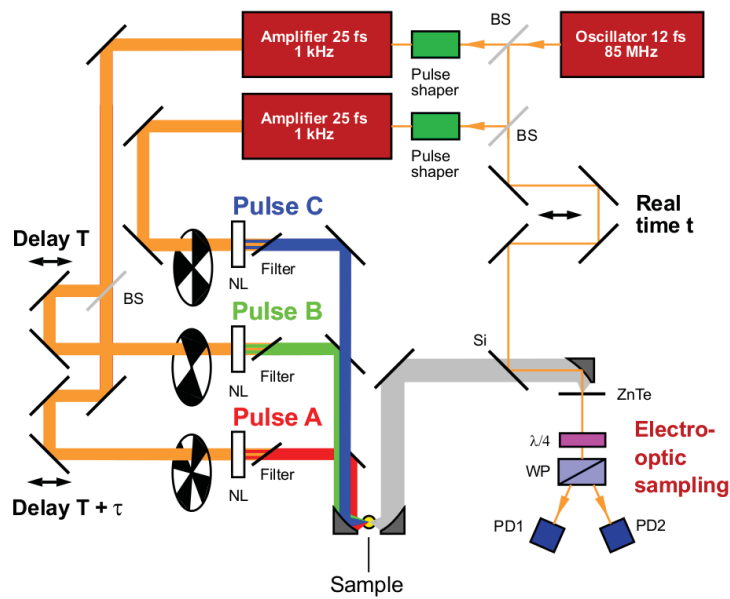 BS
Amplifier 25 fs
1 kHz
Oscillator 12 fs
85 MHz
Pulse
shaper
Amplifier 25 fs
1 kHz
BS
Pulse
shaper
Pulse C
Real
time t
Delay T
Filter
NL
BS
Pulse B
Si
Filter
NL
ZnTe
Pulse A
λ/4
Electro-
optic
sampling
WP
Filter
NL
Delay T + τ
PD1
PD2
Sample